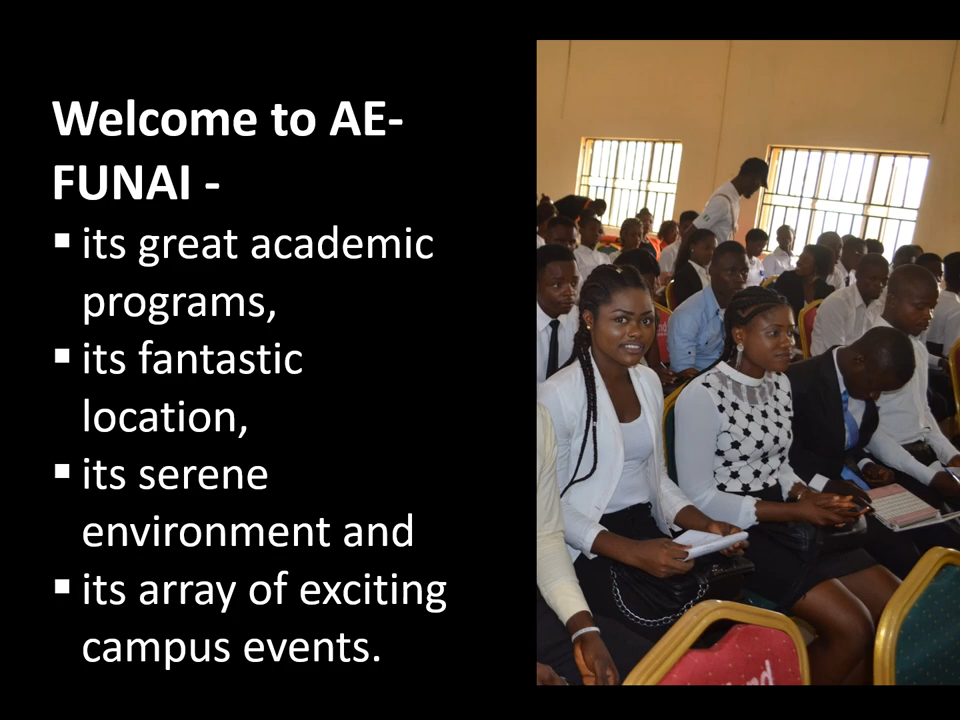 Welcome to AE-
FUNAI -
▪ its great academic
programs,
▪ its fantastic
location,
▪ its serene
environment and
▪ its array of exciting
campus events.